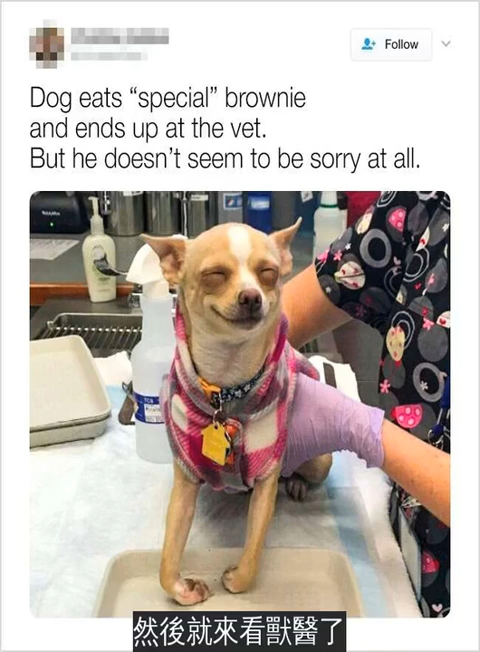 Follow
Dog eats “special” brownie
and ends up at the vet.
But he doesn’t seem to be sorry at all.
然後就來看獸醫了